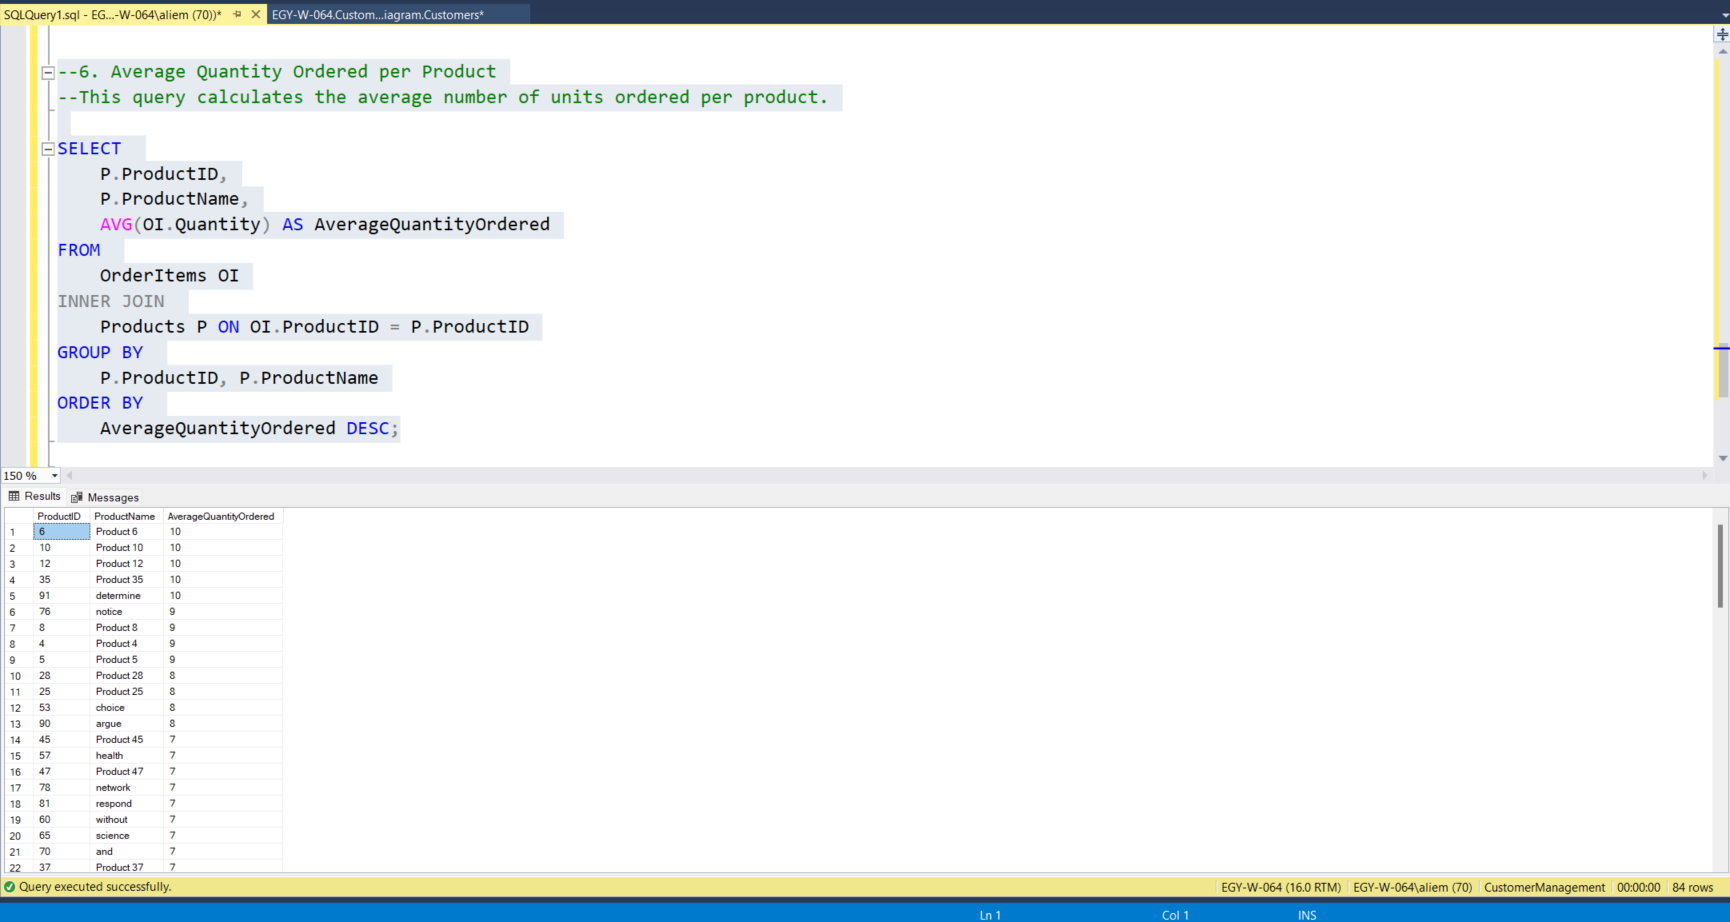 SQLQuery1.sql - EG...-W-064\aliem (70))*
EGY-W-064.Custom...iagram.Customers*
--6. Average Quantity Ordered per Product
--This query calculates the average number of units ordered per product.
SELECT
P.ProductID,
P.ProductName,
AVG(OI.Quantity) AS AverageQuantityOrdered
FROM
OrderItems OI
INNER JOIN
Products P ON OI.ProductID = P.ProductID
GROUP BY
P.ProductID, P.ProductName
ORDER BY
AverageQuantityOrdered DESC;
150 %
Results Messages
ProductID ProductName AverageQuantityOrdered
1 6 Product 6 10
2 10 Product 10 10
3 12 Product 12 10
4 35 Product 35 10
5 91 determine 10
6 76 notice 9
7 8 Product 8 9
8 4 Product 4 9
9 5 Product 5 9
10 28 Product 28 8
11 25 Product 25 8
12 53 choice 8
13 90 argue 8
14 45 Product 45 7
15 57 health 7
16 47 Product 47 7
17 78 network 7
18 81 respond 7
19 60 without 7
20 65 science 7
21 70 and 7
22 37 Product 37 7
Query executed successfully. EGY-W-064 (16.0 RTM) EGY-W-064\aliem (70) CustomerManagement 00:00:00 84 rows
Ln 1 Col 1 INS